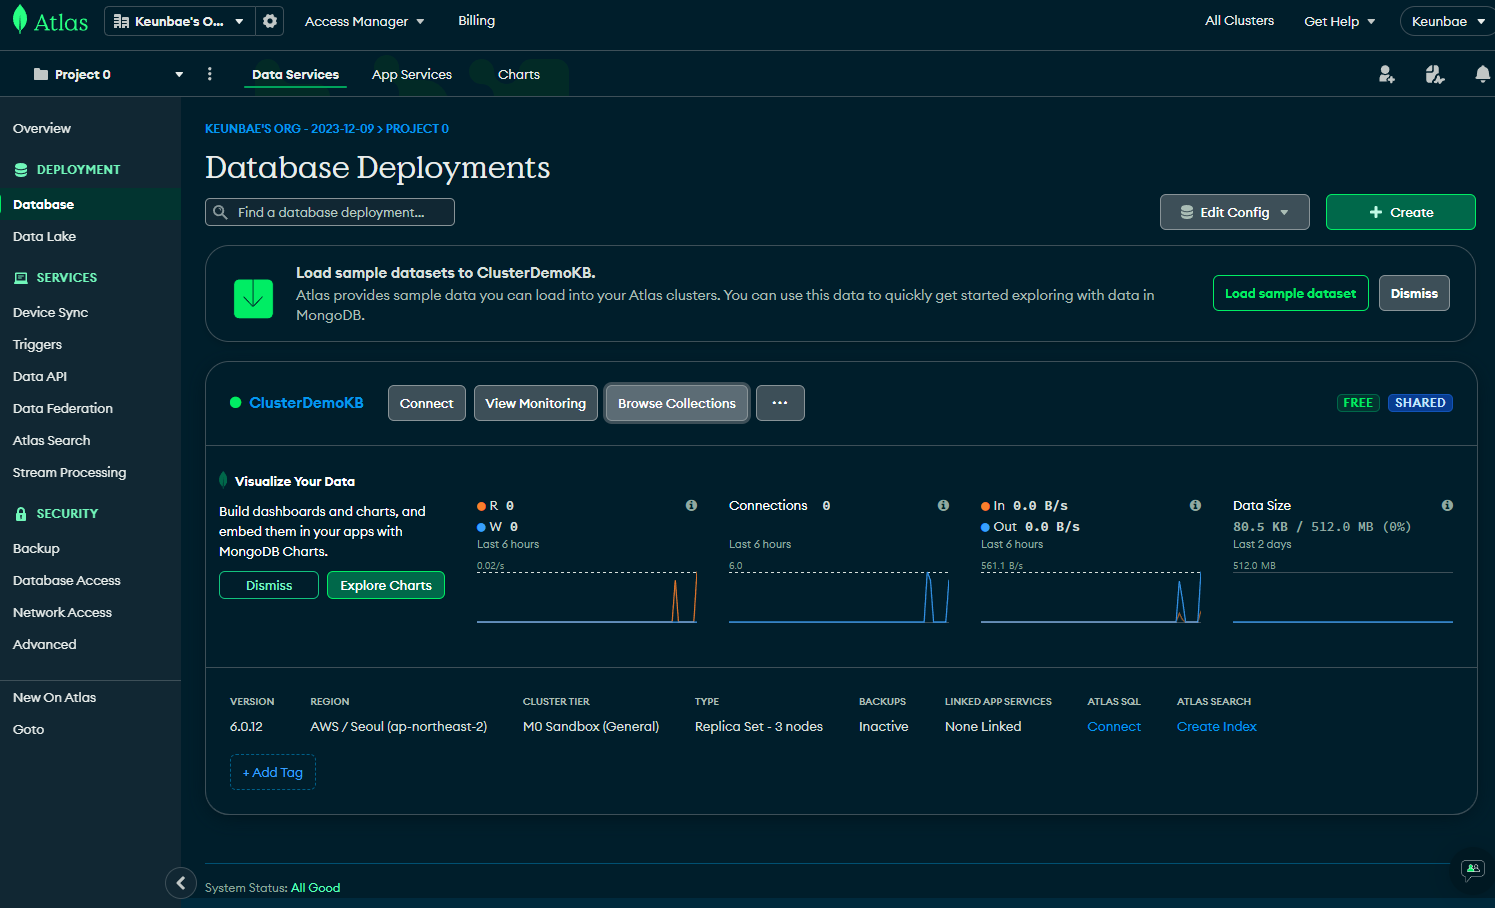 Atlas
Keunbae's O...
Access Manager
Billing
All Clusters
Get Help
Keunbae
Project 0
Data Services
App Services
Charts
Overview
DEPLOYMENT
Database
Data Lake
SERVICES
Device Sync
Triggers
Data API
Data Federation
Atlas Search
Stream Processing
SECURITY
Backup
Database Access
Network Access
Advanced
New On Atlas
Goto
KEUNBAE'S ORG - 2023-12-09 > PROJECT 0
Database Deployments
Find a database deployment...
Edit Config
+ Create
Load sample datasets to ClusterDemoKB.
Atlas provides sample data you can load into your Atlas clusters. You can use this data to quickly get started exploring with data in
MongoDB.
Load sample dataset
Dismiss
ClusterDemoKB
Connect
View Monitoring
Browse Collections
...
FREE
SHARED
Visualize Your Data
Build dashboards and charts, and
embed them in your apps with
MongoDB Charts.
Dismiss
Explore Charts
R 0
W 0
Last 6 hours
0.02/s
Connections 0
Last 6 hours
6.0
In 0.0 B/s
Out 0.0 B/s
Last 6 hours
561.1 B/s
Data Size
80.5 KB / 512.0 MB (0%)
Last 2 days
512.0 MB
VERSION
6.0.12
REGION
AWS / Seoul (ap-northeast-2)
CLUSTER TIER
M0 Sandbox (General)
TYPE
Replica Set - 3 nodes
BACKUPS
Inactive
LINKED APP SERVICES
None Linked
ATLAS SQL
Connect
ATLAS SEARCH
Create Index
+ Add Tag
System Status: All Good